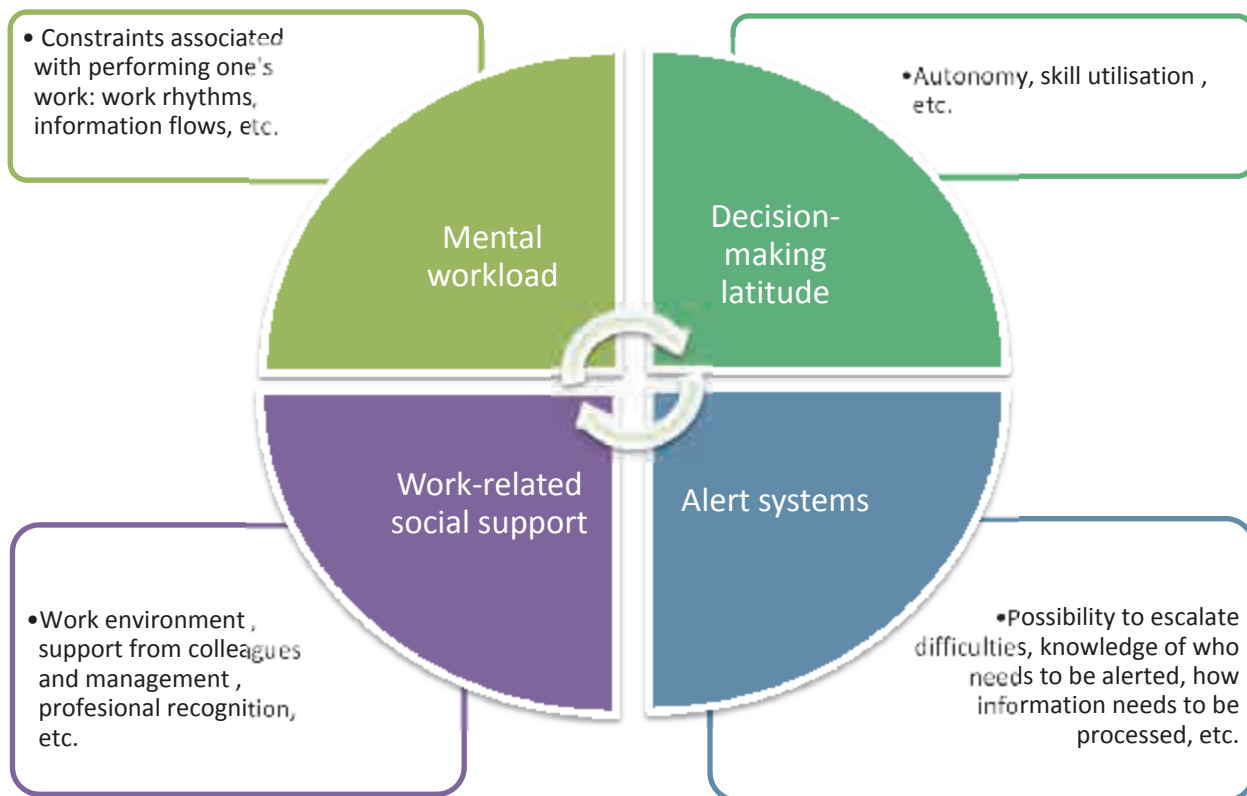 • Constraints associated
with performing one's
work: work rhythms,
information flows, etc.
•Autonomy, skill utilisation ,
etc.
Mental
workload
Decision-
making
latitude
Work-related
social support
Alert systems
•Work environment ,
support from colleagues
and management ,
profesional recognition,
etc.
•Possibility to escalate
difficulties, knowledge of who
needs to be alerted, how
information needs to be
processed, etc.